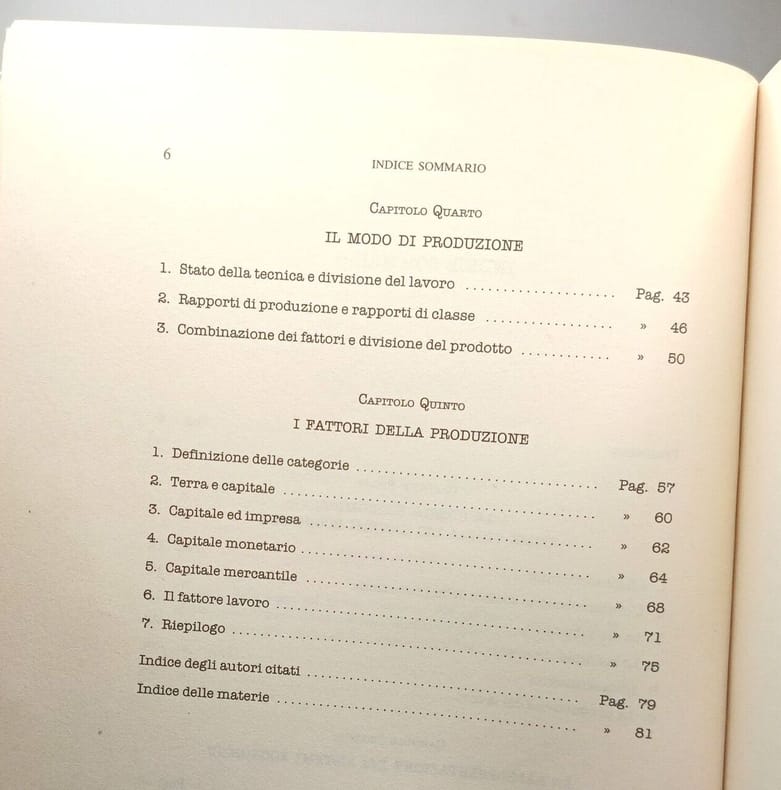 6
INDICE SOMMARIO
Capitolo Quarto
IL MODO DI PRODUZIONE
1. Stato della tecnica e divisione del lavoro .................... Pag. 43
2. Rapporti di produzione e rapporti di classe ................. » 46
3. Combinazione dei fattori e divisione del prodotto ............ » 50
Capitolo Quinto
I FATTORI DELLA PRODUZIONE
1. Definizione delle categorie ................................ Pag. 57
2. Terra e capitale .......................................... » 60
3. Capitale ed impresa ...................................... » 62
4. Capitale monetario ....................................... » 64
5. Capitale mercantile ...................................... » 68
6. Il fattore lavoro .......................................... » 71
7. Riepilogo ................................................ » 75
Indice degli autori citati .................................... Pag. 79
Indice delle materie ........................................ » 81